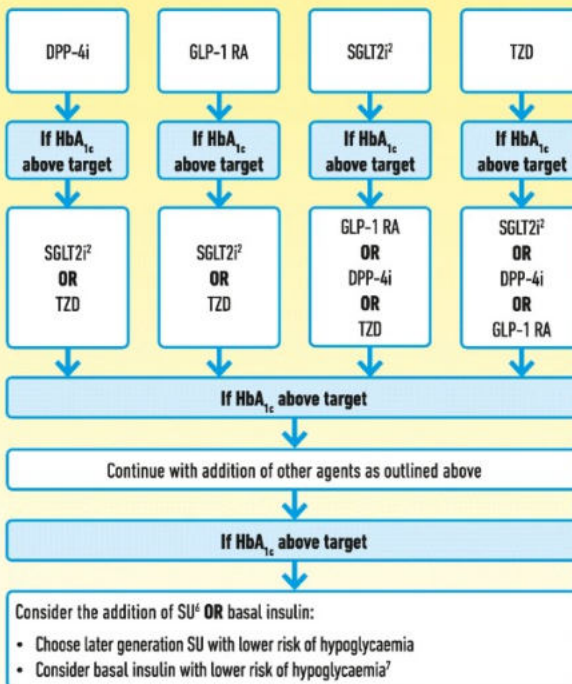 DPP-4i
GLP-1 RA
SGLT2i²
TZD
If HbA₁c
above target
If HbA₁c
above target
If HbA₁c
above target
If HbA₁c
above target
SGLT2i²
OR
TZD
SGLT2i²
OR
TZD
GLP-1 RA
OR
DPP-4i
OR
TZD
SGLT2i²
OR
DPP-4i
OR
GLP-1 RA
If HbA₁c above target
Continue with addition of other agents as outlined above
If HbA₁c above target
Consider the addition of SU⁶ OR basal insulin:
• Choose later generation SU with lower risk of hypoglycaemia
• Consider basal insulin with lower risk of hypoglycaemia⁷